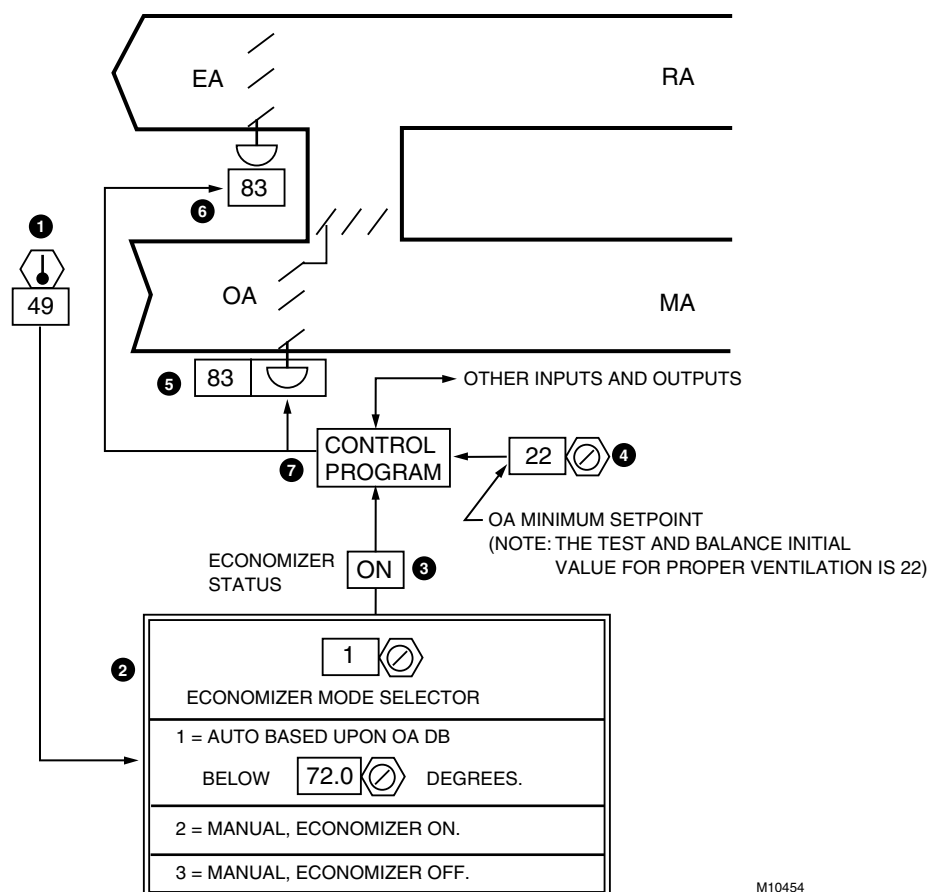 EA
RA
83
6
1
49
OA
MA
5
83
OTHER INPUTS AND OUTPUTS
CONTROL
PROGRAM
7
22
4
OA MINIMUM SETPOINT
(NOTE: THE TEST AND BALANCE INITIAL
VALUE FOR PROPER VENTILATION IS 22)
ECONOMIZER
STATUS
ON
3
2
1
ECONOMIZER MODE SELECTOR
1 = AUTO BASED UPON OA DB
BELOW 72.0 DEGREES.
2 = MANUAL, ECONOMIZER ON.
3 = MANUAL, ECONOMIZER OFF.
M10454